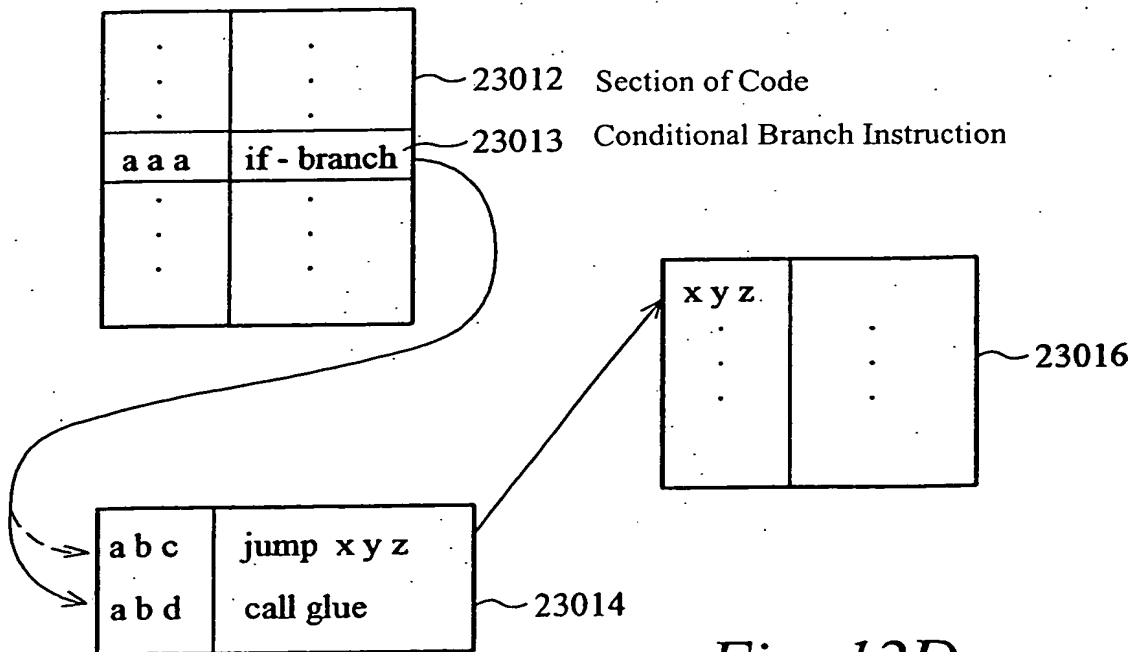 23012 Section of Code
a a a if - branch 23013 Conditional Branch Instruction
x y z
23016
a b c jump x y z
a b d call glue
23014